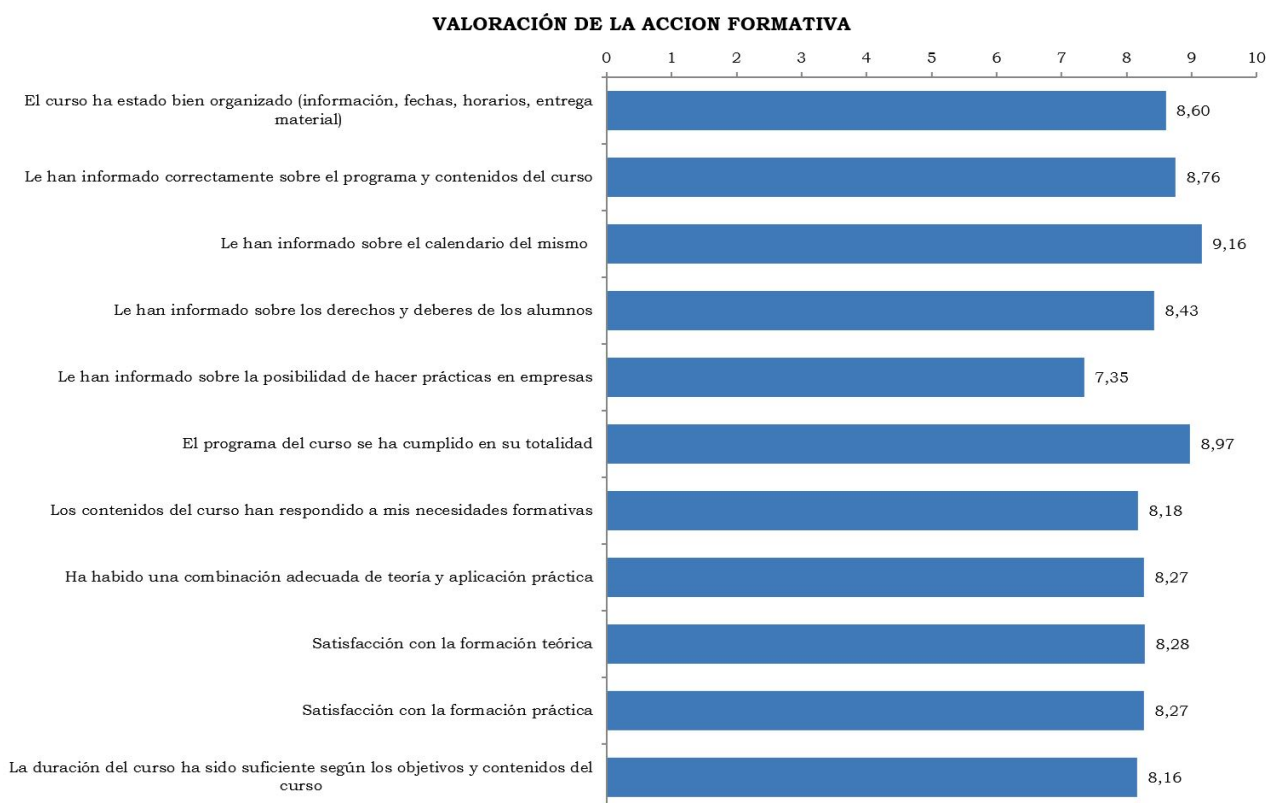 VALORACIÓN DE LA ACCION FORMATIVA
0 1 2 3 4 5 6 7 8 9 10
El curso ha estado bien organizado (información, fechas, horarios, entrega
material)
8,60
Le han informado correctamente sobre el programa y contenidos del curso
8,76
Le han informado sobre el calendario del mismo
9,16
Le han informado sobre los derechos y deberes de los alumnos
8,43
Le han informado sobre la posibilidad de hacer prácticas en empresas
7,35
El programa del curso se ha cumplido en su totalidad
8,97
Los contenidos del curso han respondido a mis necesidades formativas
8,18
Ha habido una combinación adecuada de teoría y aplicación práctica
8,27
Satisfacción con la formación teórica
8,28
Satisfacción con la formación práctica
8,27
La duración del curso ha sido suficiente según los objetivos y contenidos del
curso
8,16